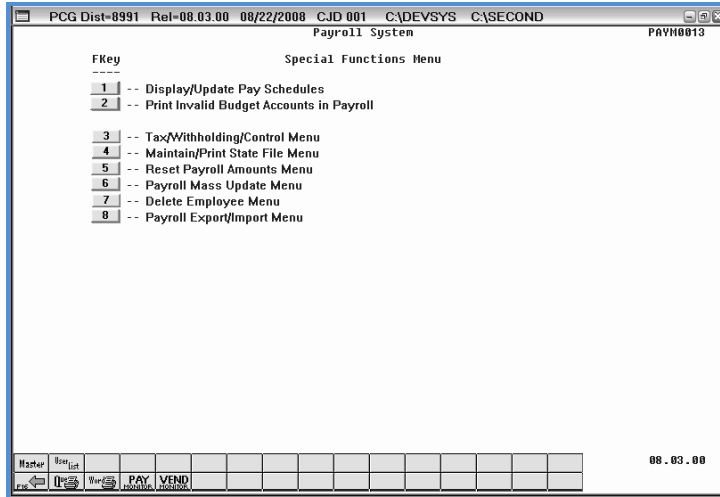 PCG Dist=8991 Rel=08.03.00 08/22/2008 CJD 001 C:\DEVSYS C:\SECOND
Payroll System PAYM0013
FKey Special Functions Menu
----
1 -- Display/Update Pay Schedules
2 -- Print Invalid Budget Accounts in Payroll
3 -- Tax/Withholding/Control Menu
4 -- Maintain/Print State File Menu
5 -- Reset Payroll Amounts Menu
6 -- Payroll Mass Update Menu
7 -- Delete Employee Menu
8 -- Payroll Export/Import Menu
Master User List 08.03.00
F16 Word PAY MONITOR VEND MONITOR